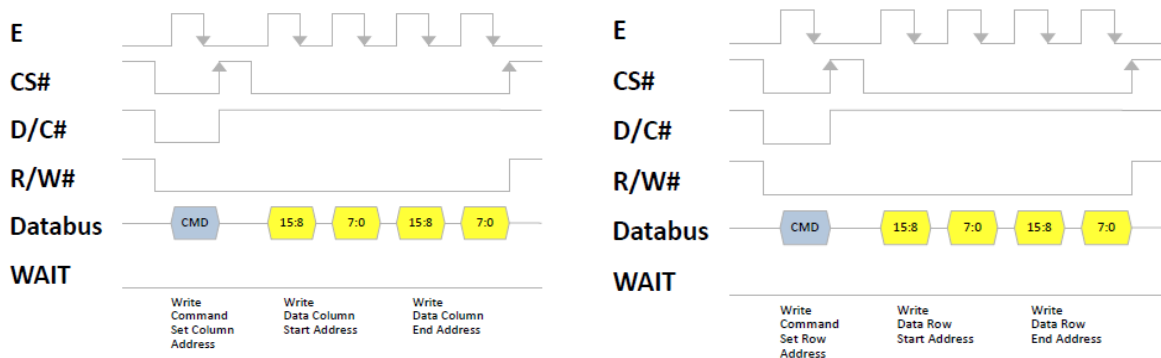 E
CS#
D/C#
R/W#
Databus
CMD
15:8
7:0
15:8
7:0
WAIT
Write
Command
Set Column
Address
Write
Data Column
Start Address
Write
Data Column
End Address
E
CS#
D/C#
R/W#
Databus
CMD
15:8
7:0
15:8
7:0
WAIT
Write
Command
Set Row
Address
Write
Data Row
Start Address
Write
Data Row
End Address